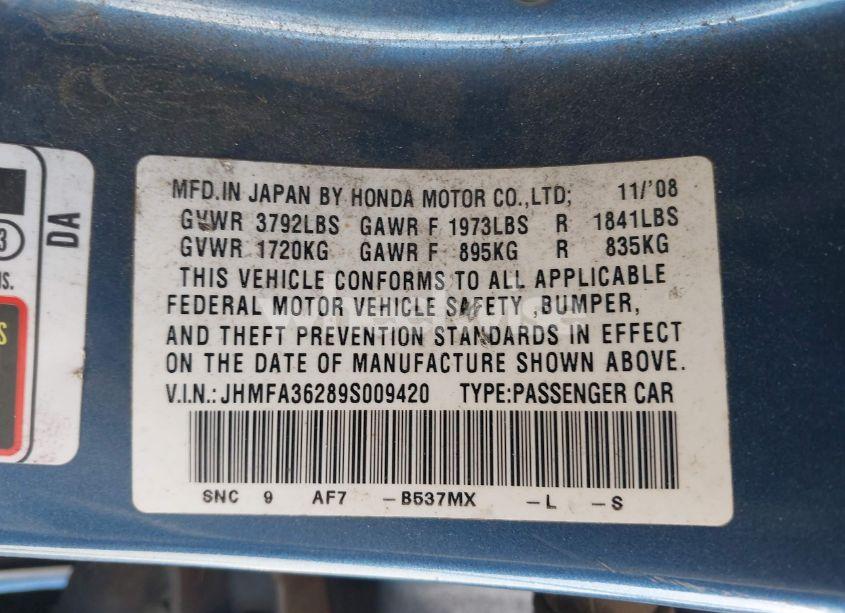 MFD.IN JAPAN BY HONDA MOTOR CO.,LTD; 11/'08
GVWR 3792LBS GAWR F 1973LBS R 1841LBS
GVWR 1720KG GAWR F 895KG R 835KG
THIS VEHICLE CONFORMS TO ALL APPLICABLE
FEDERAL MOTOR VEHICLE SAFETY ,BUMPER,
AND THEFT PREVENTION STANDARDS IN EFFECT
ON THE DATE OF MANUFACTURE SHOWN ABOVE.
V.I.N.: JHMFA36289S009420 TYPE:PASSENGER CAR
SNC 9 AF7 -B537MX -L -S
DA
3
S